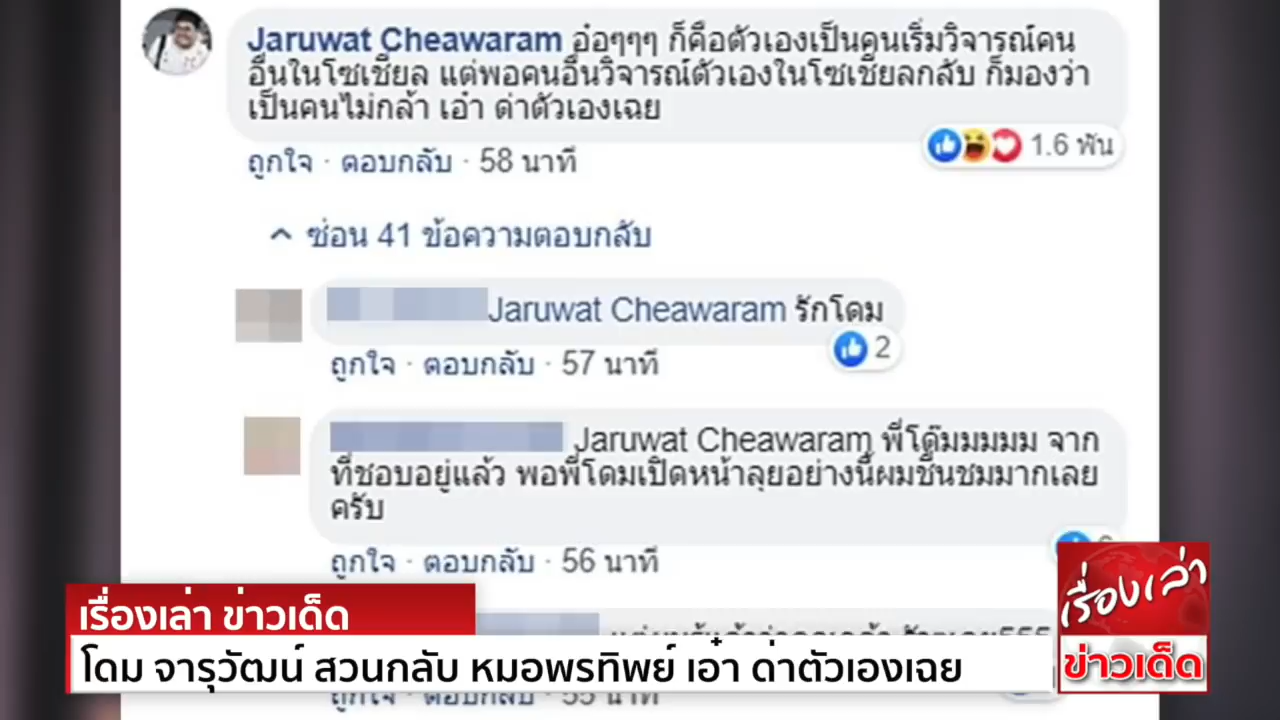 Jaruwat Cheawaram อ๋อๆๆๆ ก็คือตัวเองเป็นคนเริ่มวิจารณ์คน
อื่นในโซเชียล แต่พอคนอื่นวิจารณ์ตัวเองในโซเชียลกลับ ก็มองว่า
เป็นคนไม่กล้า เอ๋า ด่าตัวเองเฉย
1.6 พัน
ถูกใจ · ตอบกลับ · 58 นาที
ซ่อน 41 ข้อความตอบกลับ
Jaruwat Cheawaram รักโดม
2
ถูกใจ · ตอบกลับ · 57 นาที
Jaruwat Cheawaram พี่โด๊มมมมมม จาก
ที่ชอบอยู่แล้ว พอพี่โดมเปิดหน้าลุยอย่างนี้ผมชื่นชมมากเลย
ครับ
ถูกใจ · ตอบกลับ · 56 นาที
เรื่องเล่า ข่าวเด็ด
โดม จารุวัฒน์ สวนกลับ หมอพรทิพย์ เอ๋า ด่าตัวเองเฉย
เรื่องเล่า
ข่าวเด็ด
ถูกใจ · ตอบกลับ · 55 นาที